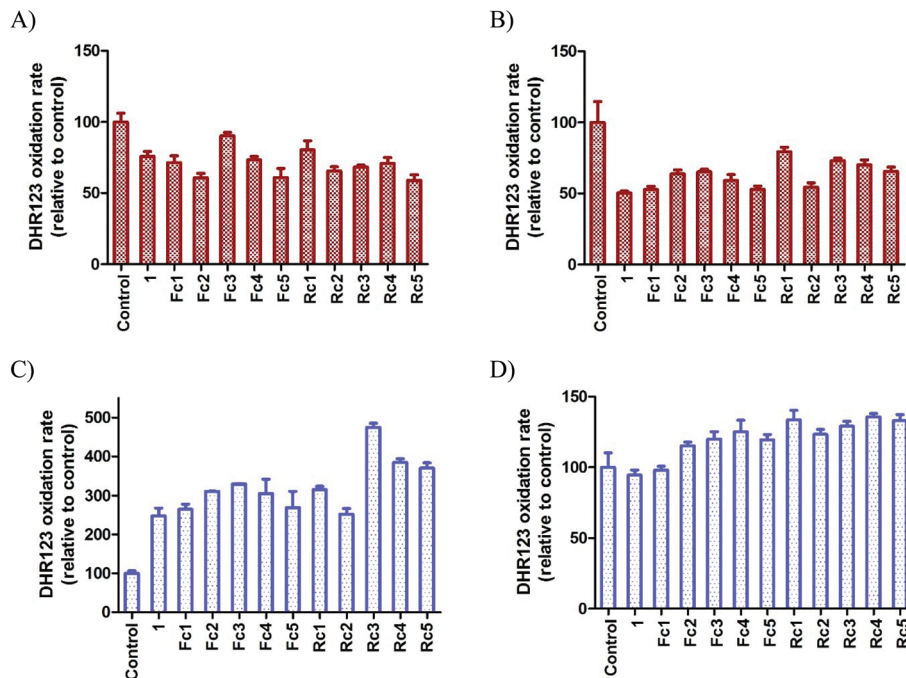 A)
DHR123 oxidation rate
(relative to control)
150
100
50
0
Control
1
Fc1
Fc2
Fc3
Fc4
Fc5
Rc1
Rc2
Rc3
Rc4
Rc5
B)
DHR123 oxidation rate
(relative to control)
150
100
50
0
Control
1
Fc1
Fc2
Fc3
Fc4
Fc5
Rc1
Rc2
Rc3
Rc4
Rc5
C)
DHR123 oxidation rate
(relative to control)
500
400
300
200
100
0
Control
1
Fc1
Fc2
Fc3
Fc4
Fc5
Rc1
Rc2
Rc3
Rc4
Rc5
D)
DHR123 oxidation rate
(relative to control)
150
100
50
0
Control
1
Fc1
Fc2
Fc3
Fc4
Fc5
Rc1
Rc2
Rc3
Rc4
Rc5